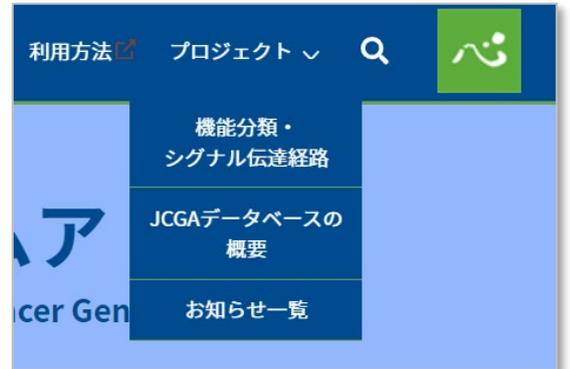 利用方法
プロジェクト
機能分類・
シグナル伝達経路
JCGAデータベースの
概要
お知らせ一覧
ムア
cer Gen